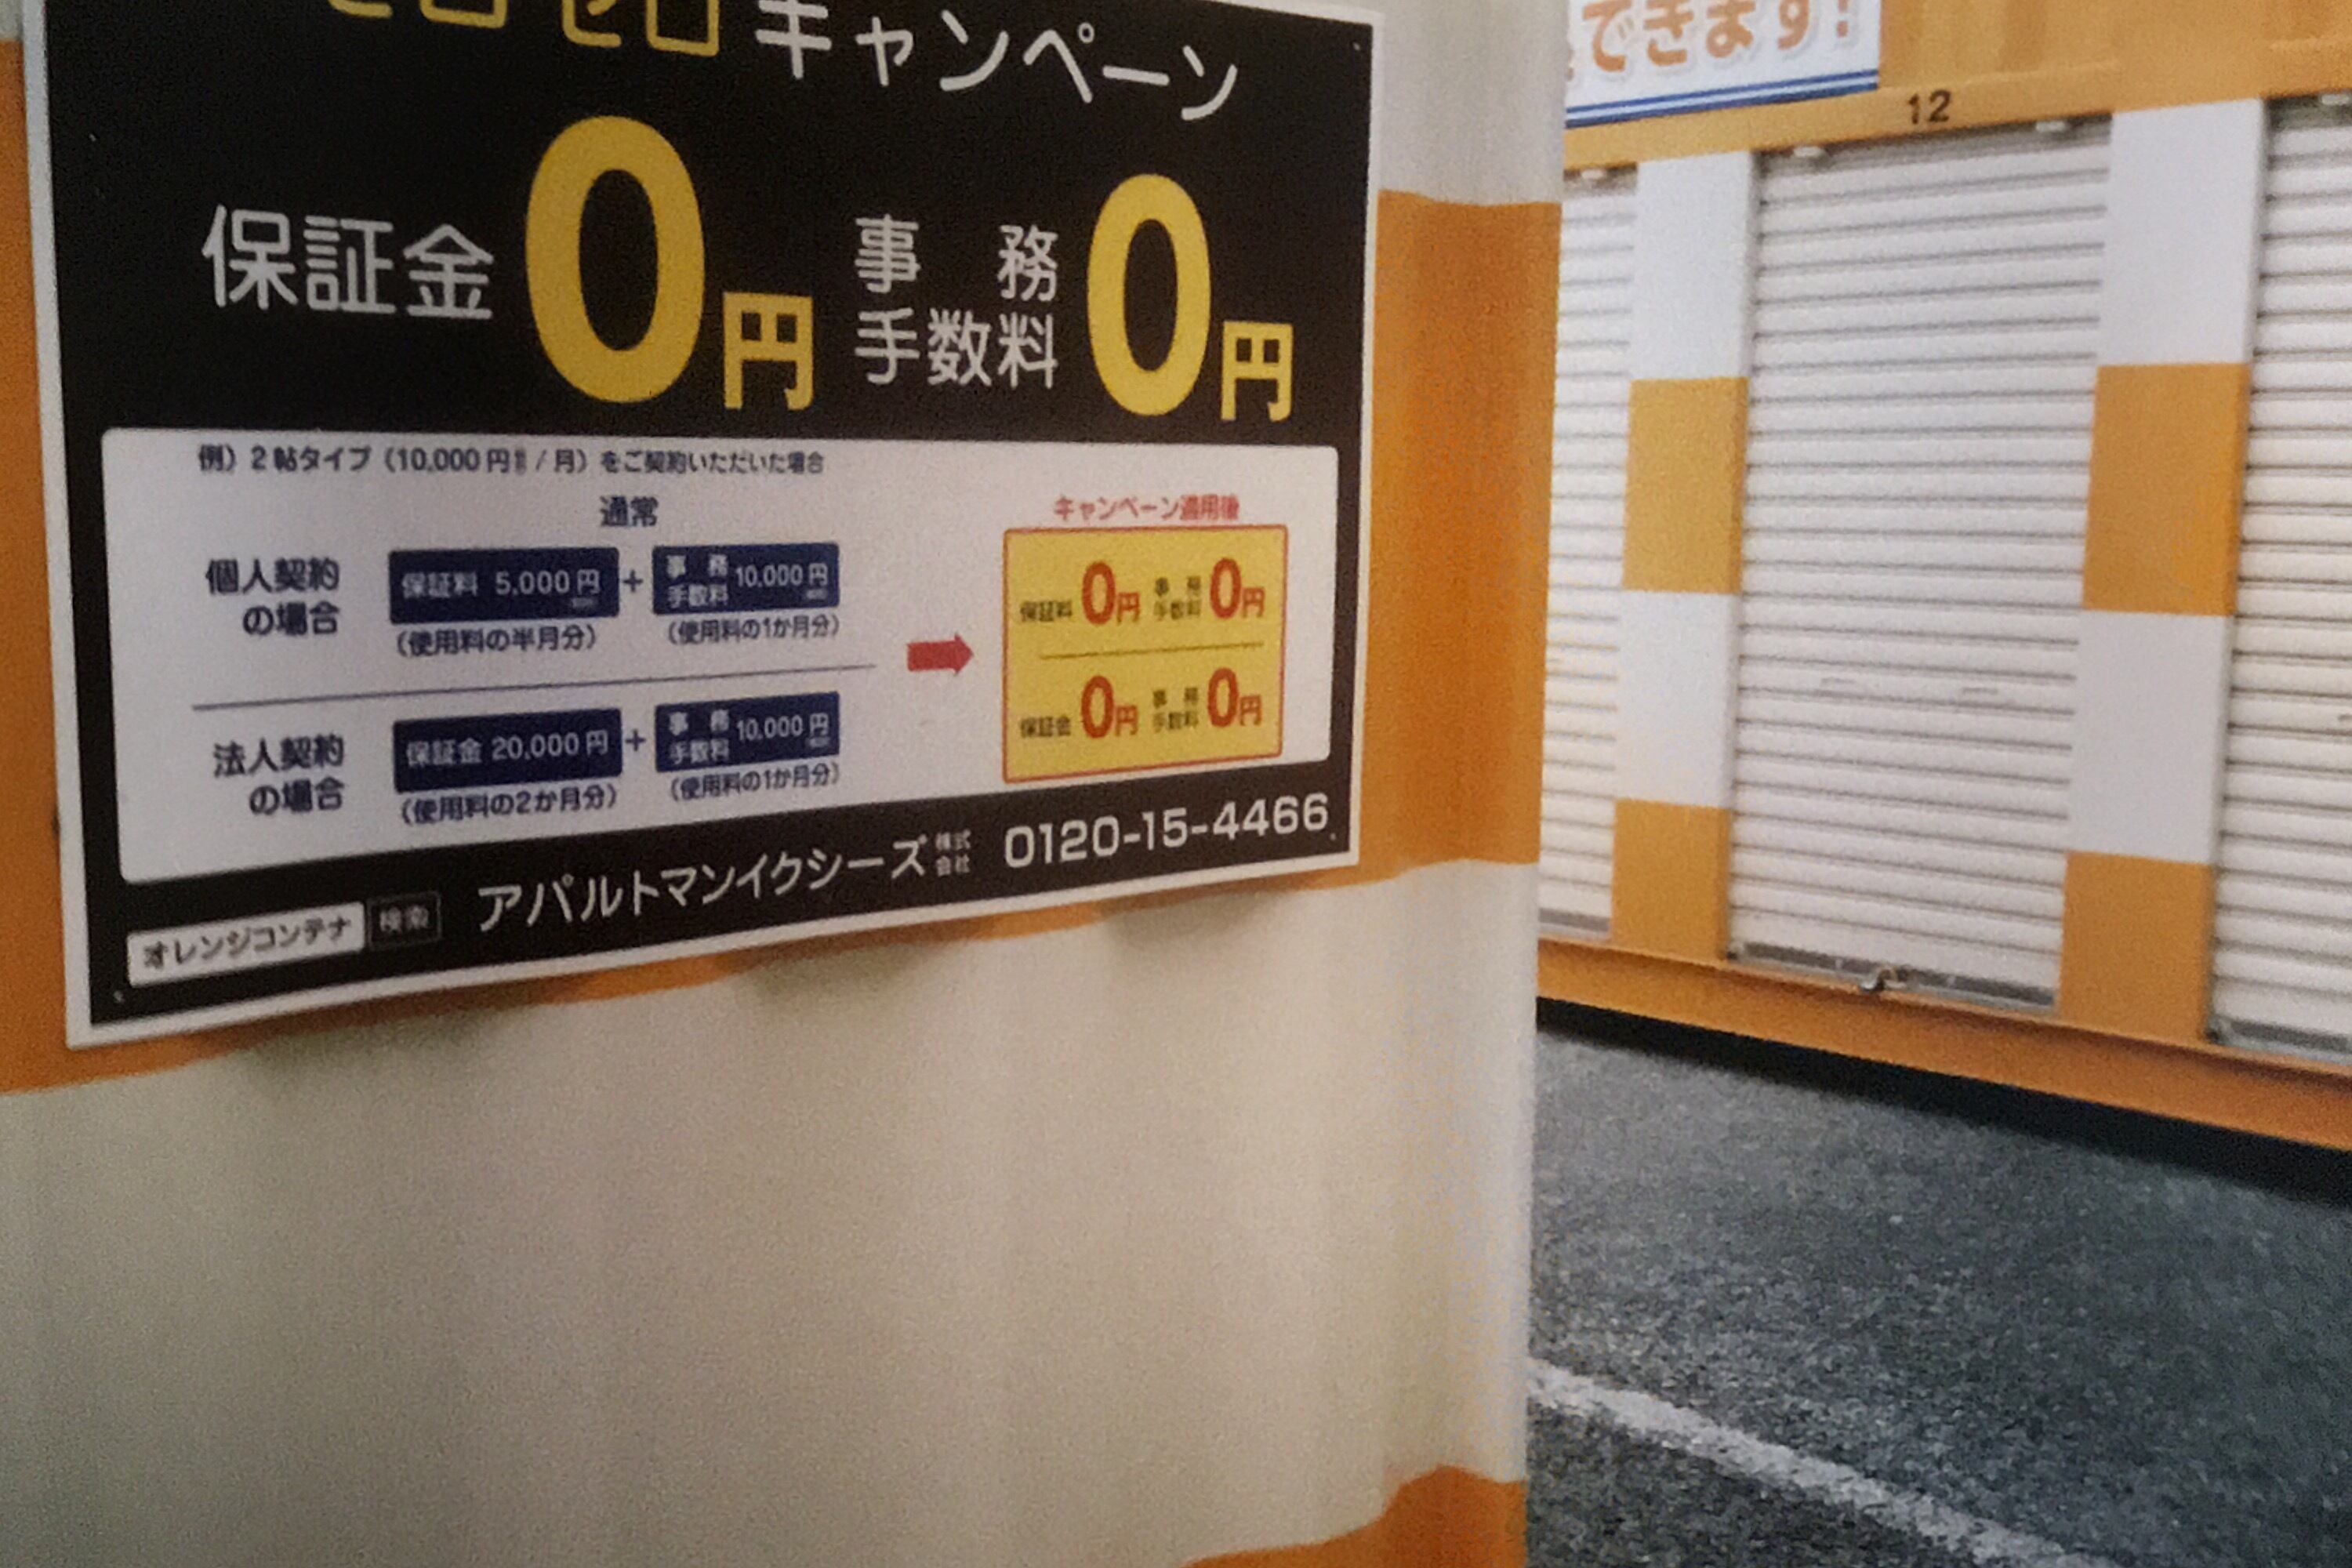 ゼロゼロキャンペーン
保証金0円 事務手数料0円
例）2帖タイプ（10,000円税別/月）をご契約いただいた場合
通常
キャンペーン適用後
個人契約の場合
保証料 5,000円 + 事務手数料 10,000円
（使用料の半月分） （使用料の1か月分）
保証料 0円 事務手数料 0円
法人契約の場合
保証金 20,000円 + 事務手数料 10,000円
（使用料の2か月分） （使用料の1か月分）
保証金 0円 事務手数料 0円
オレンジコンテナ 検索
アパルトマンイクシーズ株式会社 0120-15-4466
できます!
12